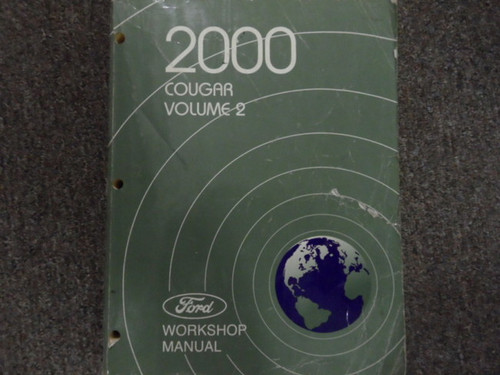 2000
COUGAR
VOLUME 2
Ford
WORKSHOP
MANUAL